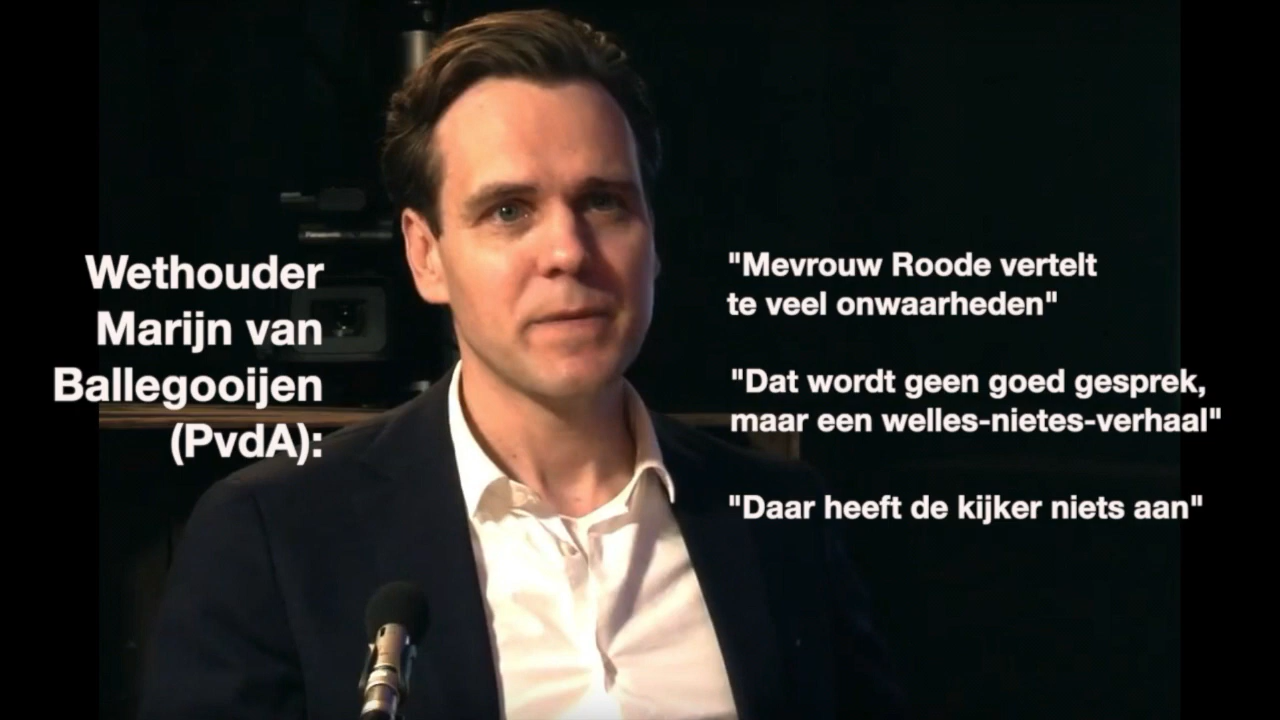 Wethouder
Marijn van
Ballegooijen
(PvdA):
"Mevrouw Roode vertelt
te veel onwaarheden"
"Dat wordt geen goed gesprek,
maar een welles-nietes-verhaal"
"Daar heeft de kijker niets aan"
Panasonic